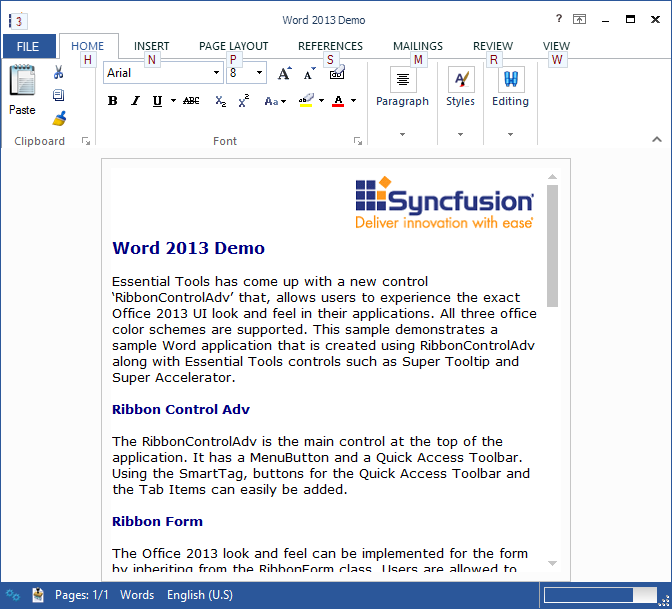 3 Word 2013 Demo ?
FILE HOME INSERT PAGE LAYOUT REFERENCES MAILINGS REVIEW VIEW
H N P S M R W
Arial 8 A A
Paste
B I U ABC X2 X2 Aa ab A
Paragraph Styles Editing
Clipboard Font
Syncfusion
Deliver innovation with ease
Word 2013 Demo
Essential Tools has come up with a new control
‘RibbonControlAdv’ that, allows users to experience the exact
Office 2013 UI look and feel in their applications. All three office
color schemes are supported. This sample demonstrates a
sample Word application that is created using RibbonControlAdv
along with Essential Tools controls such as Super Tooltip and
Super Accelerator.
Ribbon Control Adv
The RibbonControlAdv is the main control at the top of the
application. It has a MenuButton and a Quick Access Toolbar.
Using the SmartTag, buttons for the Quick Access Toolbar and
the Tab Items can easily be added.
Ribbon Form
The Office 2013 look and feel can be implemented for the form
by inheriting from the RibbonForm class. Users are allowed to
Pages: 1/1 Words English (U.S)